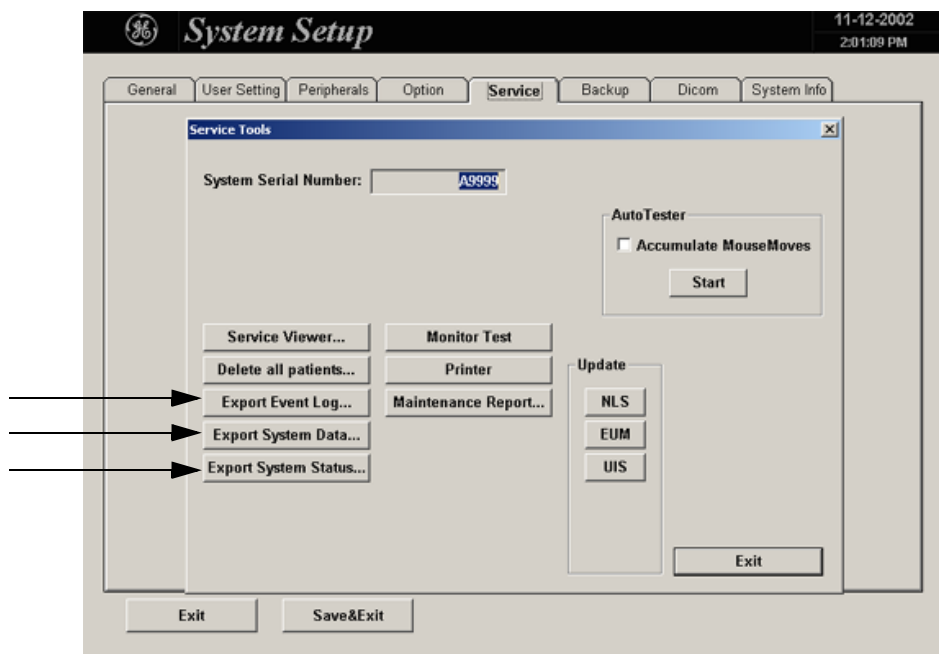 System Setup
11-12-2002
2:01:09 PM
General User Setting Peripherals Option Service Backup Dicom System Info
Service Tools
System Serial Number: A9999
AutoTester
Accumulate MouseMoves
Start
Service Viewer... Monitor Test
Delete all patients... Printer
Export Event Log... Maintenance Report...
Export System Data...
Export System Status...
Update
NLS
EUM
UIS
Exit
Exit Save&Exit